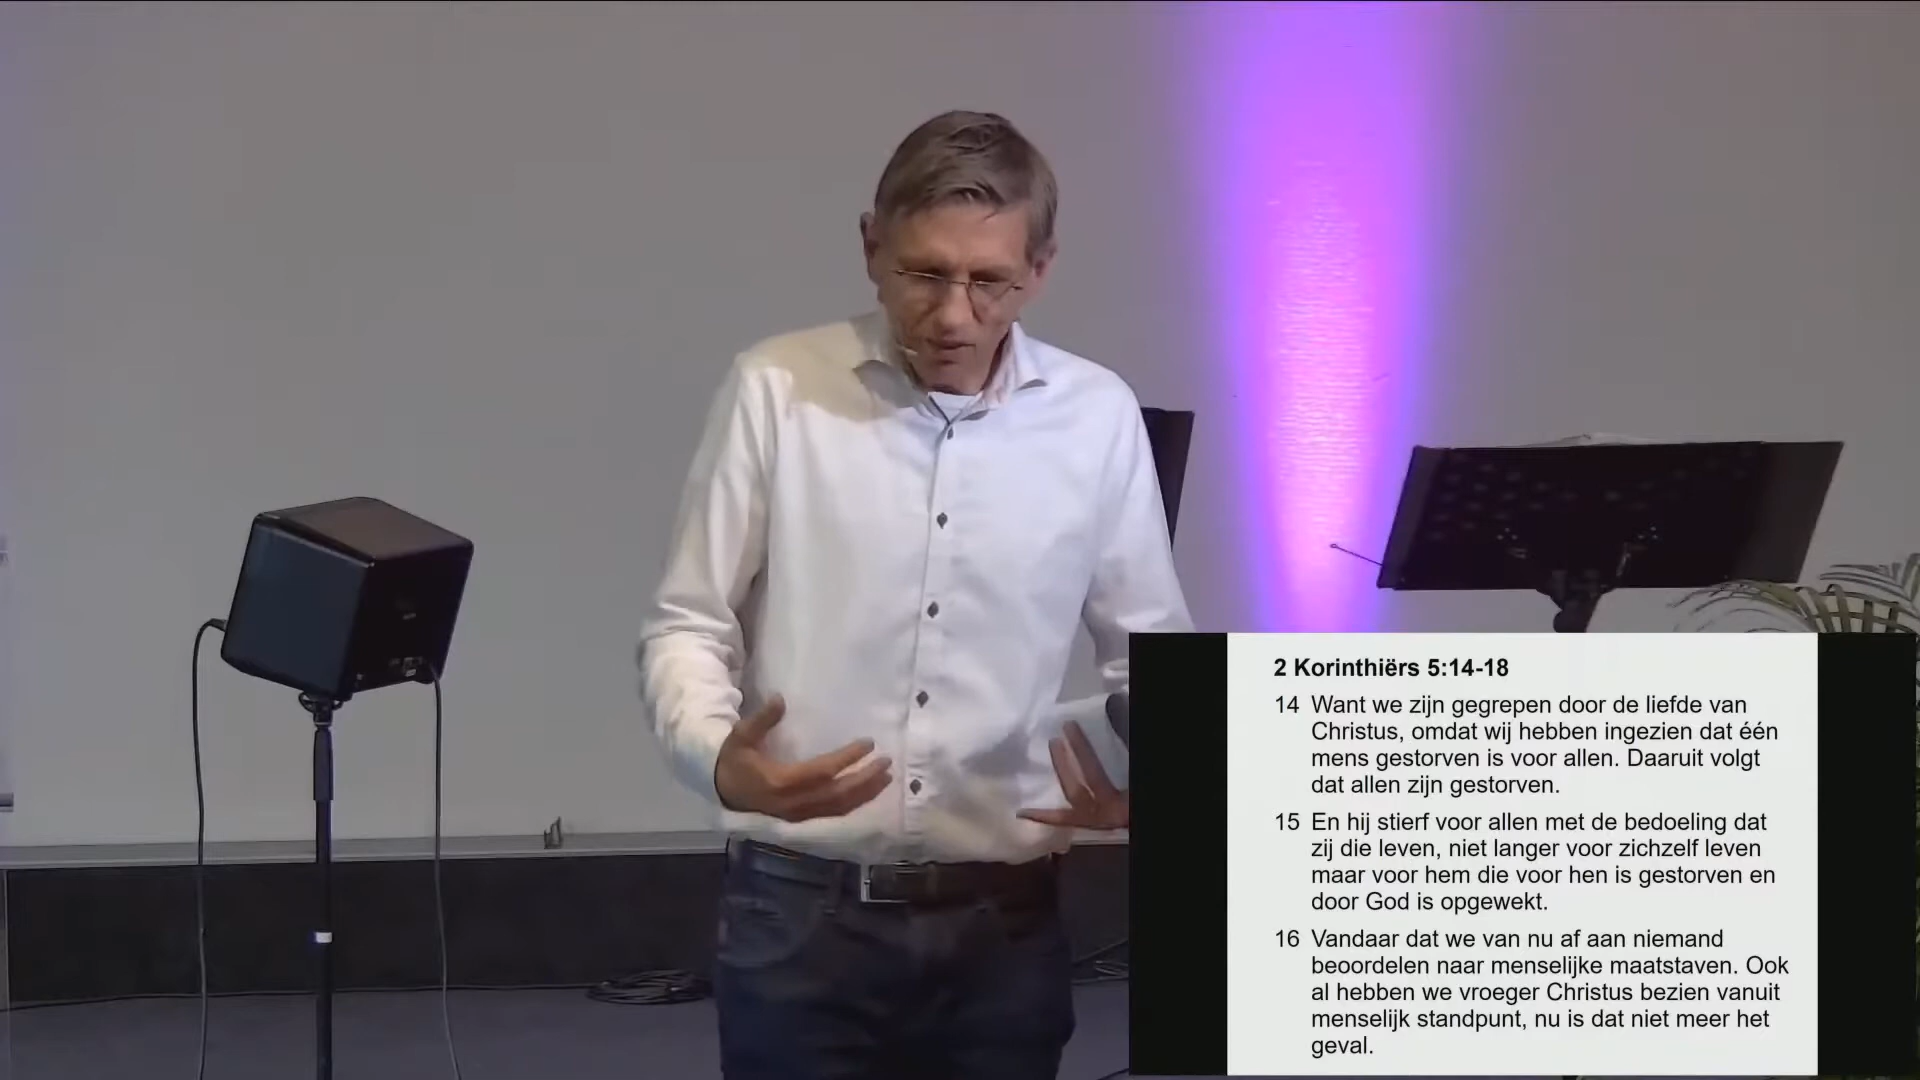 2 Korinthiërs 5:14-18
14 Want we zijn gegrepen door de liefde van
Christus, omdat wij hebben ingezien dat één
mens gestorven is voor allen. Daaruit volgt
dat allen zijn gestorven.
15 En hij stierf voor allen met de bedoeling dat
zij die leven, niet langer voor zichzelf leven
maar voor hem die voor hen is gestorven en
door God is opgewekt.
16 Vandaar dat we van nu af aan niemand
beoordelen naar menselijke maatstaven. Ook
al hebben we vroeger Christus bezien vanuit
menselijk standpunt, nu is dat niet meer het
geval.